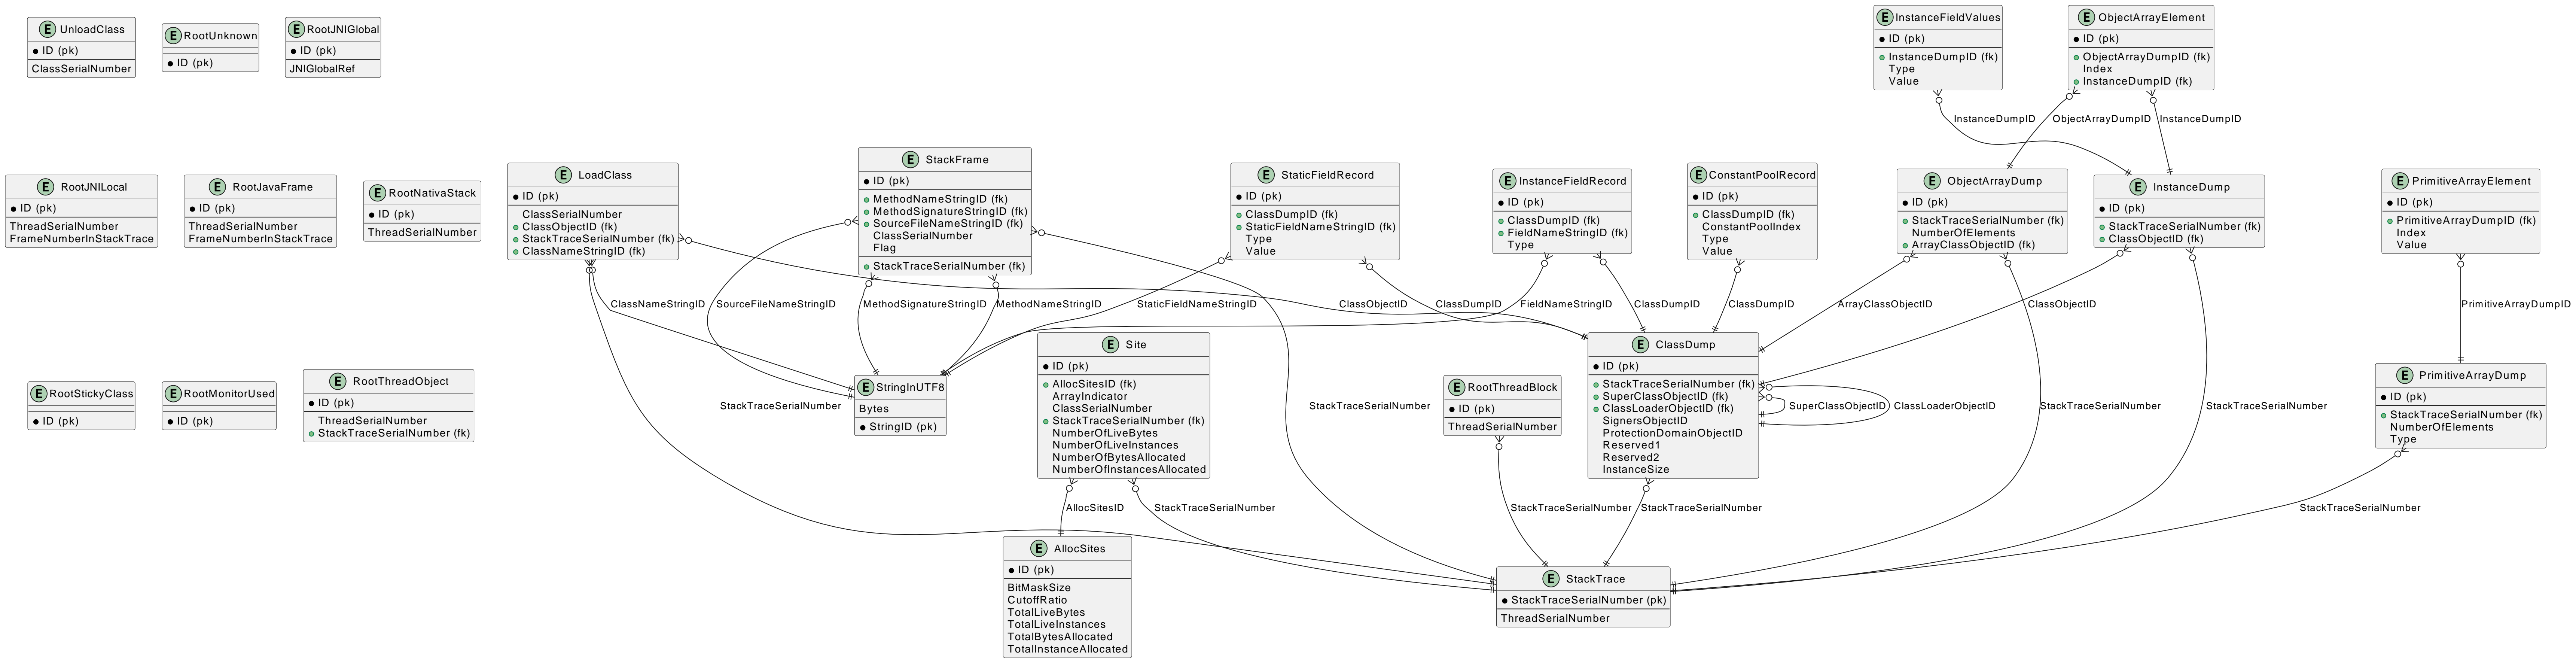 E UnloadClass
ID (pk)
ClassSerialNumber
E RootUnknown
ID (pk)
E RootJNIGlobal
ID (pk)
JNIGlobalRef
E InstanceFieldValues
ID (pk)
InstanceDumpID (fk)
Type
Value
E ObjectArrayElement
ID (pk)
ObjectArrayDumpID (fk)
Index
InstanceDumpID (fk)
InstanceDumpID
ObjectArrayDumpID
InstanceDumpID
E RootJNILocal
ID (pk)
ThreadSerialNumber
FrameNumberInStackTrace
E RootJavaFrame
ID (pk)
ThreadSerialNumber
FrameNumberInStackTrace
E RootNativaStack
ID (pk)
ThreadSerialNumber
E LoadClass
ID (pk)
ClassSerialNumber
ClassObjectID (fk)
StackTraceSerialNumber (fk)
ClassNameStringID (fk)
E StackFrame
ID (pk)
MethodNameStringID (fk)
MethodSignatureStringID (fk)
SourceFileNameStringID (fk)
ClassSerialNumber
Flag
StackTraceSerialNumber (fk)
E StaticFieldRecord
ID (pk)
ClassDumpID (fk)
StaticFieldNameStringID (fk)
Type
Value
E InstanceFieldRecord
ID (pk)
ClassDumpID (fk)
FieldNameStringID (fk)
Type
E ConstantPoolRecord
ID (pk)
ClassDumpID (fk)
ConstantPoolIndex
Type
Value
E ObjectArrayDump
ID (pk)
StackTraceSerialNumber (fk)
NumberOfElements
ArrayClassObjectID (fk)
E InstanceDump
ID (pk)
StackTraceSerialNumber (fk)
ClassObjectID (fk)
E PrimitiveArrayElement
ID (pk)
PrimitiveArrayDumpID (fk)
Index
Value
ClassNameStringID
SourceFileNameStringID
MethodSignatureStringID
MethodNameStringID
StaticFieldNameStringID
ClassObjectID
ClassDumpID
FieldNameStringID
ClassDumpID
ClassDumpID
ArrayClassObjectID
ClassObjectID
PrimitiveArrayDumpID
E RootStickyClass
ID (pk)
E RootMonitorUsed
ID (pk)
E RootThreadObject
ID (pk)
ThreadSerialNumber
StackTraceSerialNumber (fk)
StackTraceSerialNumber
E StringInUTF8
Bytes
StringID (pk)
E Site
ID (pk)
AllocSitesID (fk)
ArrayIndicator
ClassSerialNumber
StackTraceSerialNumber (fk)
NumberOfLiveBytes
NumberOfLiveInstances
NumberOfBytesAllocated
NumberOfInstancesAllocated
StackTraceSerialNumber
E RootThreadBlock
ID (pk)
ThreadSerialNumber
E ClassDump
ID (pk)
StackTraceSerialNumber (fk)
SuperClassObjectID (fk)
ClassLoaderObjectID (fk)
SignersObjectID
ProtectionDomainObjectID
Reserved1
Reserved2
InstanceSize
SuperClassObjectID
ClassLoaderObjectID
StackTraceSerialNumber
StackTraceSerialNumber
E PrimitiveArrayDump
ID (pk)
StackTraceSerialNumber (fk)
NumberOfElements
Type
AllocSitesID
StackTraceSerialNumber
StackTraceSerialNumber
StackTraceSerialNumber
StackTraceSerialNumber
E AllocSites
ID (pk)
BitMaskSize
CutoffRatio
TotalLiveBytes
TotalLiveInstances
TotalBytesAllocated
TotalInstanceAllocated
E StackTrace
StackTraceSerialNumber (pk)
ThreadSerialNumber